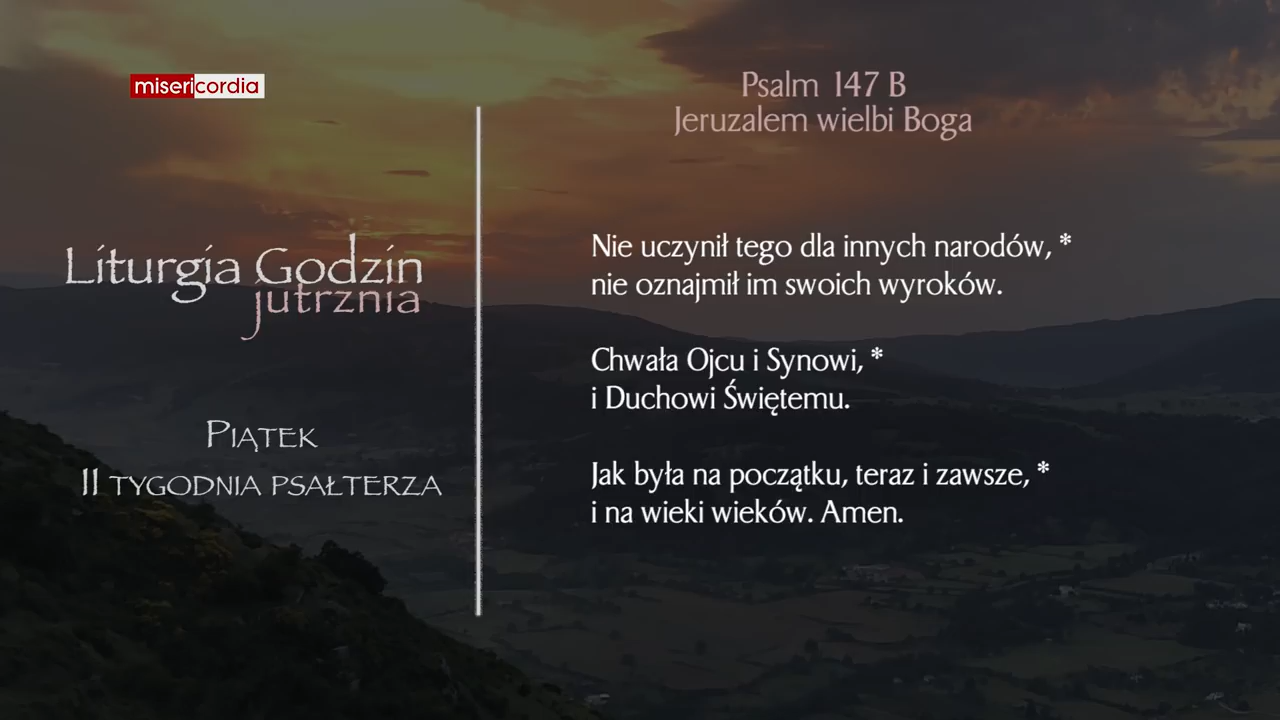 misericordia
Liturgia Godzin
jutrznia
Piątek
II tygodnia psałterza
Psalm 147 B
Jeruzalem wielbi Boga
Nie uczynił tego dla innych narodów, *
nie oznajmił im swoich wyroków.
Chwała Ojcu i Synowi, *
i Duchowi Świętemu.
Jak była na początku, teraz i zawsze, *
i na wieki wieków. Amen.